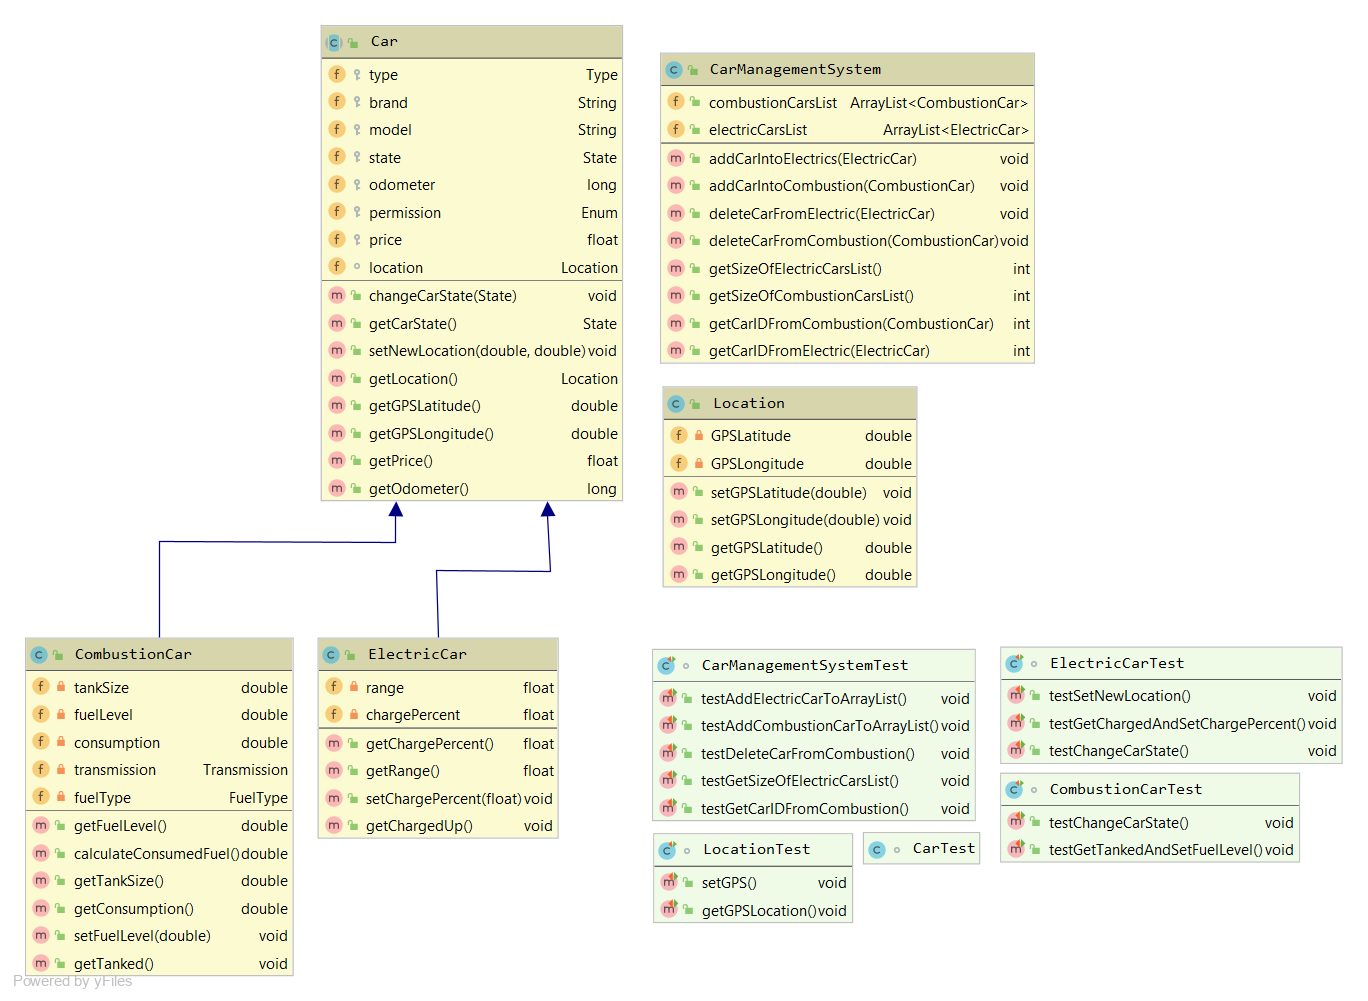 Car
type Type
brand String
model String
state State
odometer long
permission Enum
price float
location Location
changeCarState(State) void
getCarState() State
setNewLocation(double, double) void
getLocation() Location
getGPSLatitude() double
getGPSLongitude() double
getPrice() float
getOdometer() long
CarManagementSystem
combustionCarsList ArrayList<CombustionCar>
electricCarsList ArrayList<ElectricCar>
addCarIntoElectrics(ElectricCar) void
addCarIntoCombustion(CombustionCar) void
deleteCarFromElectric(ElectricCar) void
deleteCarFromCombustion(CombustionCar) void
getSizeOfElectricCarsList() int
getSizeOfCombustionCarsList() int
getCarIDFromCombustion(CombustionCar) int
getCarIDFromElectric(ElectricCar) int
Location
GPSLatitude double
GPSLongitude double
setGPSLatitude(double) void
setGPSLongitude(double) void
getGPSLatitude() double
getGPSLongitude() double
CombustionCar
tankSize double
fuelLevel double
consumption double
transmission Transmission
fuelType FuelType
getFuelLevel() double
calculateConsumedFuel() double
getTankSize() double
getConsumption() double
setFuelLevel(double) void
getTanked() void
ElectricCar
range float
chargePercent float
getChargePercent() float
getRange() float
setChargePercent(float) void
getChargedUp() void
CarManagementSystemTest
testAddElectricCarToArrayList() void
testAddCombustionCarToArrayList() void
testDeleteCarFromCombustion() void
testGetSizeOfElectricCarsList() void
testGetCarIDFromCombustion() void
ElectricCarTest
testSetNewLocation() void
testGetChargedAndSetChargePercent() void
testChangeCarState() void
CombustionCarTest
testChangeCarState() void
testGetTankedAndSetFuelLevel() void
LocationTest
setGPS() void
getGPSLocation() void
CarTest
Powered by yFiles